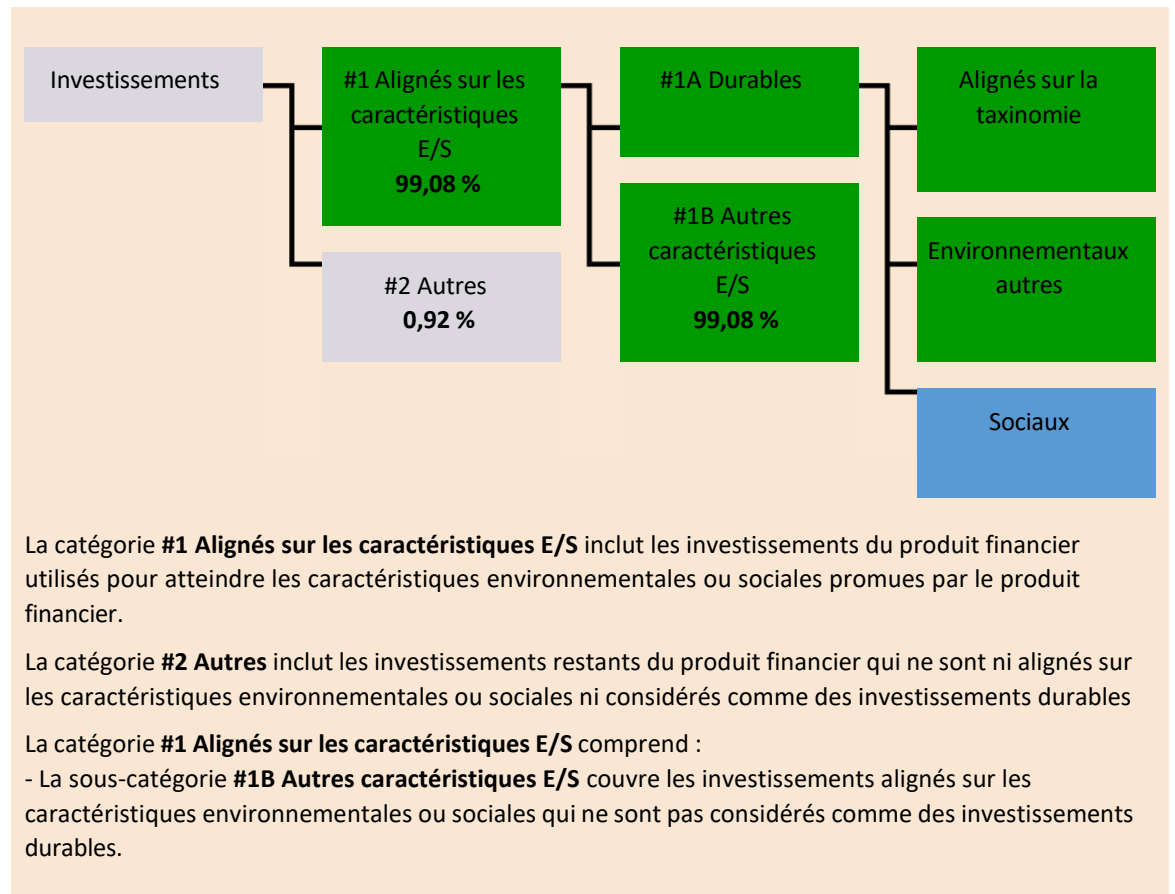 Investissements
#1 Alignés sur les
caractéristiques
E/S
99,08 %
#2 Autres
0,92 %
#1A Durables
#1B Autres
caractéristiques
E/S
99,08 %
Alignés sur la
taxinomie
Environnementaux
autres
Sociaux
La catégorie #1 Alignés sur les caractéristiques E/S inclut les investissements du produit financier
utilisés pour atteindre les caractéristiques environnementales ou sociales promues par le produit
financier.
La catégorie #2 Autres inclut les investissements restants du produit financier qui ne sont ni alignés sur
les caractéristiques environnementales ou sociales ni considérés comme des investissements durables
La catégorie #1 Alignés sur les caractéristiques E/S comprend :
- La sous-catégorie #1B Autres caractéristiques E/S couvre les investissements alignés sur les
caractéristiques environnementales ou sociales qui ne sont pas considérés comme des investissements
durables.